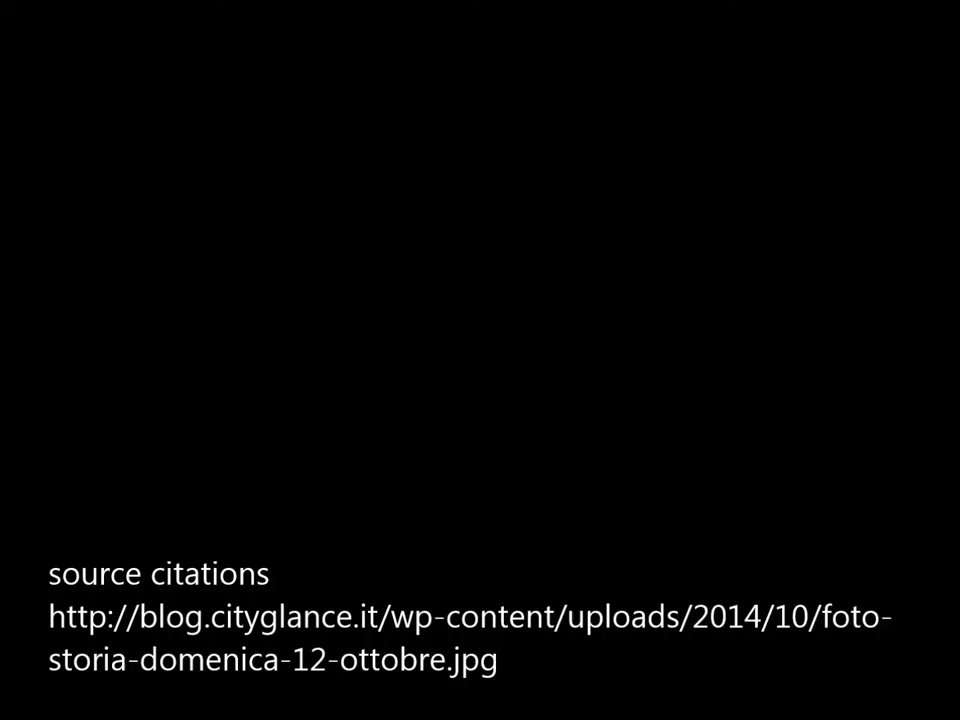 source citations
http://blog.cityglance.it/wp-content/uploads/2014/10/foto-
storia-domenica-12-ottobre.jpg